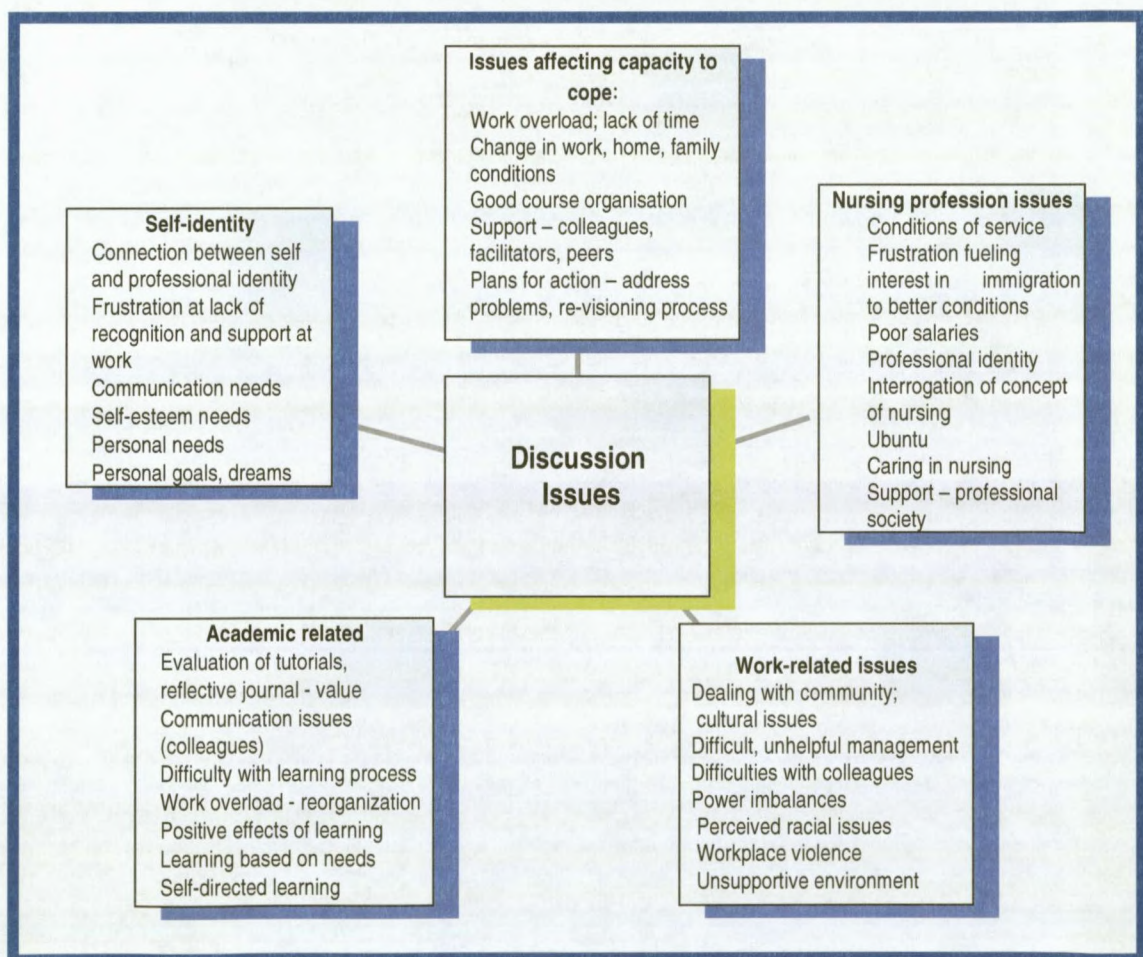 Issues affecting capacity to
cope:
Work overload; lack of time
Change in work, home, family
conditions
Good course organisation
Support – colleagues,
facilitators, peers
Plans for action – address
problems, re-visioning process
Self-identity
Connection between self
and professional identity
Frustration at lack of
recognition and support at
work
Communication needs
Self-assessment
Personal needs
Personal goals, dreams
Nursing profession issues
Conditions of service
Frustration fueling
interest in immigration
to better conditions
Poor salaries
Professional identity
Interrogation of concept
of nursing
Ubuntu
Caring in nursing
Support – professional
society
Discussion
Issues
Academic related
Evaluation of tutorials,
reflective journal - value
Communication issues
(colleagues)
Difficulty with learning process
Work overload - reorganization
Positive effects of learning
Learning based on needs
Self-directed learning
Work-related issues
Dealing with community;
cultural issues
Difficult, unhelpful management
Difficulties with colleagues
Power imbalances
Perceived racial issues
Workplace violence
Unsupportive environment